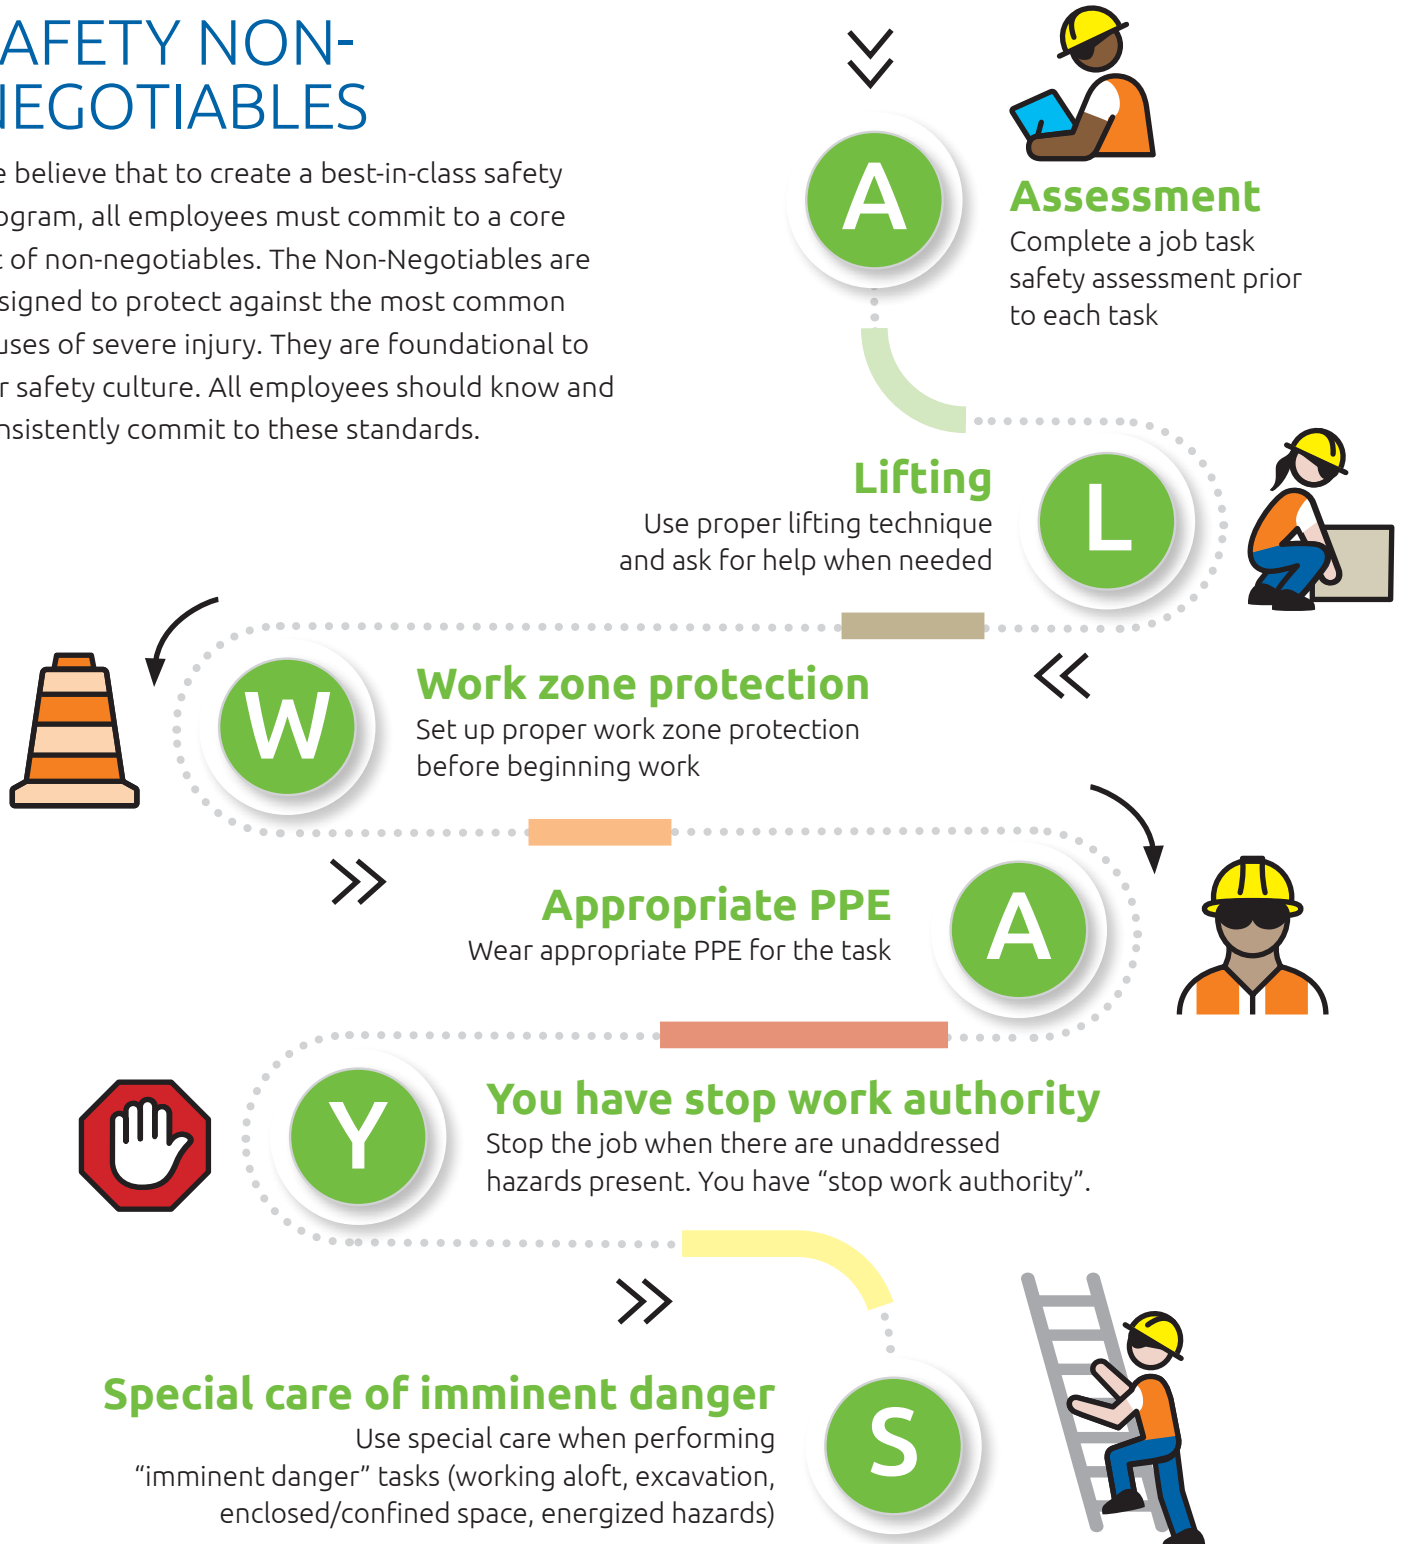 AFETY NON-
NEGOTIABLES
e believe that to create a best-in-class safety
ogram, all employees must commit to a core
of non-negotiables. The Non-Negotiables are
signed to protect against the most common
uses of severe injury. They are foundational to
r safety culture. All employees should know and
nsistently commit to these standards.
A
Assessment
Complete a job task
safety assessment prior
to each task
Lifting
Use proper lifting technique
and ask for help when needed
L
W
Work zone protection
Set up proper work zone protection
before beginning work
Appropriate PPE
Wear appropriate PPE for the task
A
Y
You have stop work authority
Stop the job when there are unaddressed
hazards present. You have “stop work authority”.
Special care of imminent danger
Use special care when performing
“imminent danger” tasks (working aloft, excavation,
enclosed/confined space, energized hazards)
S